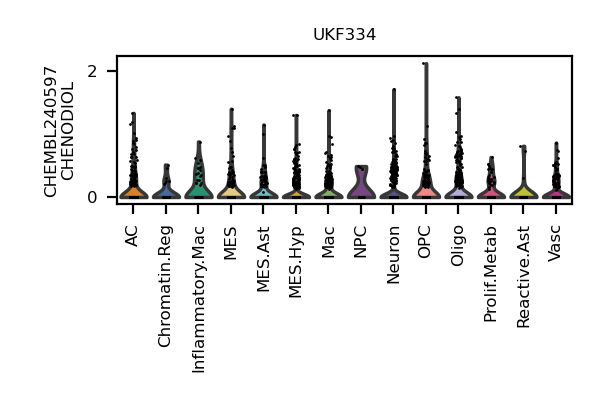 UKF334
CHEMBL240597
CHENODIOL
2
0
AC
Chromatin.Reg
Inflammatory.Mac
MES
MES.Ast
MES.Hyp
Mac
NPC
Neuron
OPC
Oligo
Prolif.Metab
Reactive.Ast
Vasc